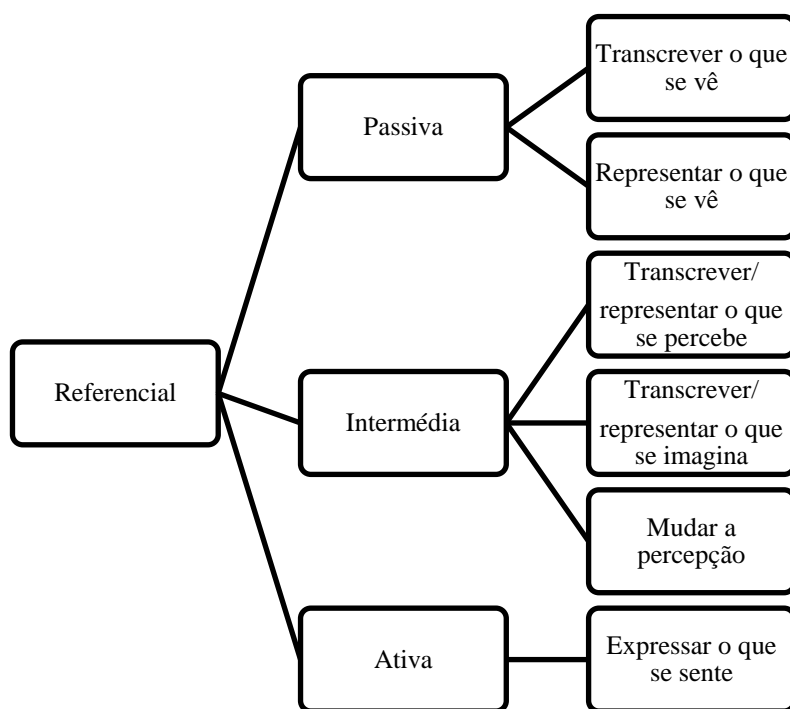 Transcrever o que
se vê
Passiva
Representar o que
se vê
Transcrever/
representar o que
se percebe
Referencial
Intermédia
Transcrever/
representar o que
se imagina
Mudar a
percepção
Ativa
Expressar o que
se sente